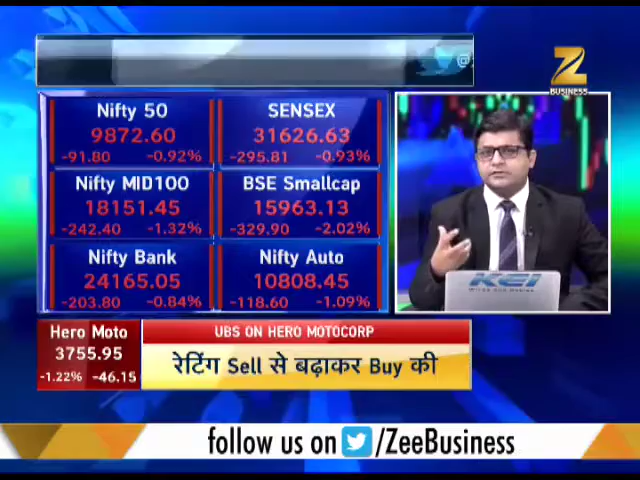 @
Z
BUSINESS
Nifty 50
9872.60
-91.80 -0.92%
SENSEX
31626.63
-295.81 -0.93%
Nifty MID100
18151.45
-242.40 -1.32%
BSE Smallcap
15963.13
-329.90 -2.02%
Nifty Bank
24165.05
-203.80 -0.84%
Nifty Auto
10808.45
-118.60 -1.09%
KEI
Hero Moto
3755.95
-1.22% -46.15
UBS ON HERO MOTOCORP
रेटिंग Sell से बढ़ाकर Buy की
follow us on /ZeeBusiness